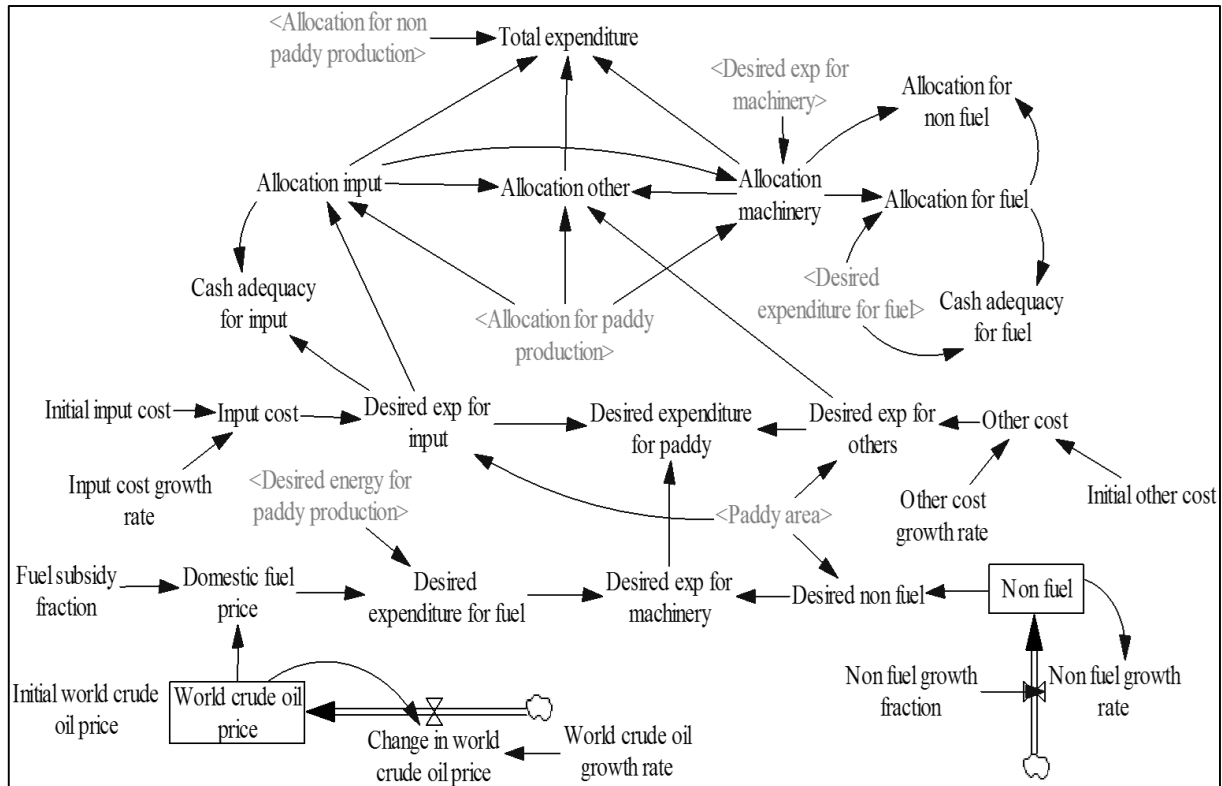 <Allocation for non
paddy production>
Total expenditure
<Desired exp for
machinery>
Allocation for
non fuel
Allocation input
Allocation other
Allocation
machinery
Allocation for fuel
Cash adequacy
for input
<Allocation for paddy
production>
<Desired
expenditure for fuel>
Cash adequacy
for fuel
Initial input cost
Input cost
Desired exp for
input
Desired expenditure
for paddy
Desired exp for
others
Other cost
Input cost growth
rate
<Desired energy for
paddy production>
<Paddy area>
Other cost
growth rate
Initial other cost
Fuel subsidy
fraction
Domestic fuel
price
Desired
expenditure for fuel
Desired exp for
machinery
Desired non fuel
Non fuel
Initial world crude
oil price
World crude oil
price
Change in world
crude oil price
World crude oil
growth rate
Non fuel growth
fraction
Non fuel growth
rate